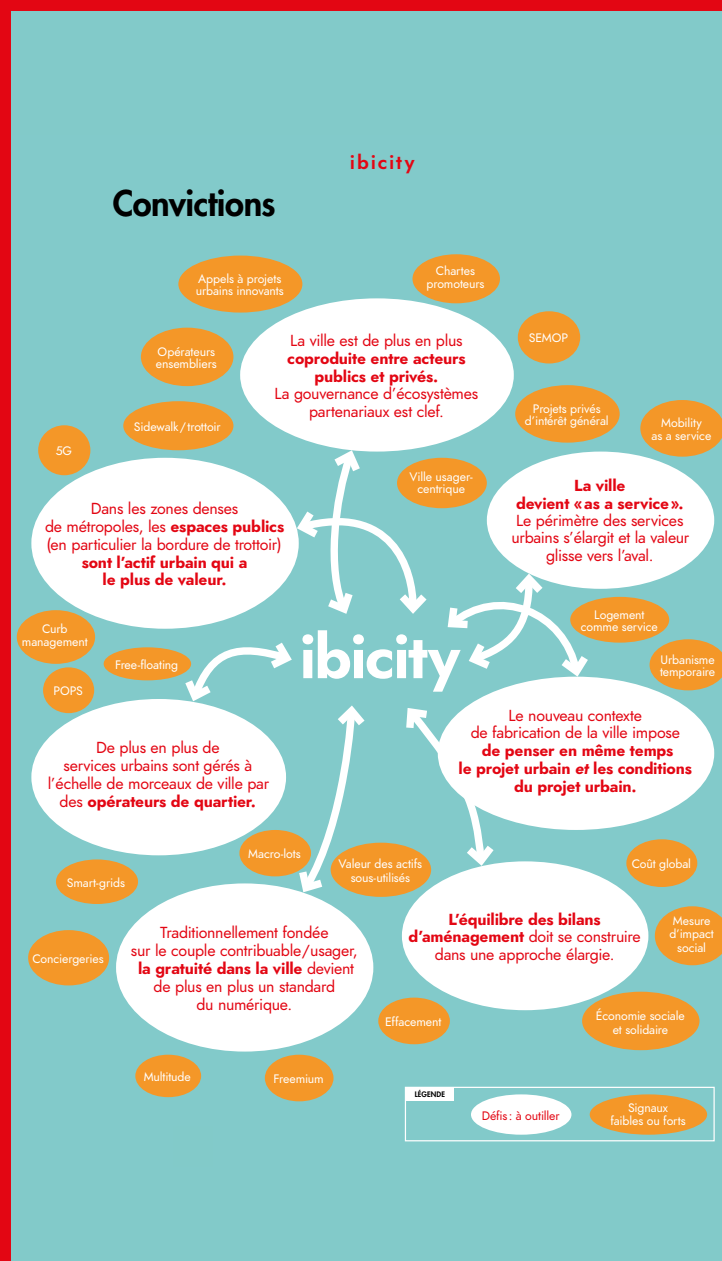 ibicity
Convictions
Appels à projets
urbains innovants
Chartes
promoteurs
Opérateurs
ensembliers
SEMOP
La ville est de plus en plus
coproduite entre acteurs
publics et privés.
La gouvernance d'écosystèmes
partenariaux est clef.
Sidewalk/trottoir
Projets privés
d'intérêt général
Mobility
as a service
5G
Ville usager-
centrique
Dans les zones denses
de métropoles, les espaces publics
(en particulier la bordure de trottoir)
sont l'actif urbain qui a
le plus de valeur.
La ville
devient «as a service».
Le périmètre des services
urbains s'élargit et la valeur
glisse vers l'aval.
Curb
management
Free-floating
POPS
ibicity
Logement
comme service
Urbanisme
temporaire
De plus en plus de
services urbains sont gérés à
l'échelle de morceaux de ville par
des opérateurs de quartier.
Le nouveau contexte
de fabrication de la ville impose
de penser en même temps
le projet urbain et les conditions
du projet urbain.
Macro-lots
Valeur des actifs
sous-utilisés
Coût global
Smart-grids
Conciergeries
Traditionnellement fondée
sur le couple contribuable/usager,
la gratuité dans la ville devient
de plus en plus un standard
du numérique.
L'équilibre des bilans
d'aménagement doit se construire
dans une approche élargie.
Mesure
d'impact
social
Effacement
Économie sociale
et solidaire
Multitude
Freemium
LÉGENDE
Défis: à outiller
Signaux
faibles ou forts